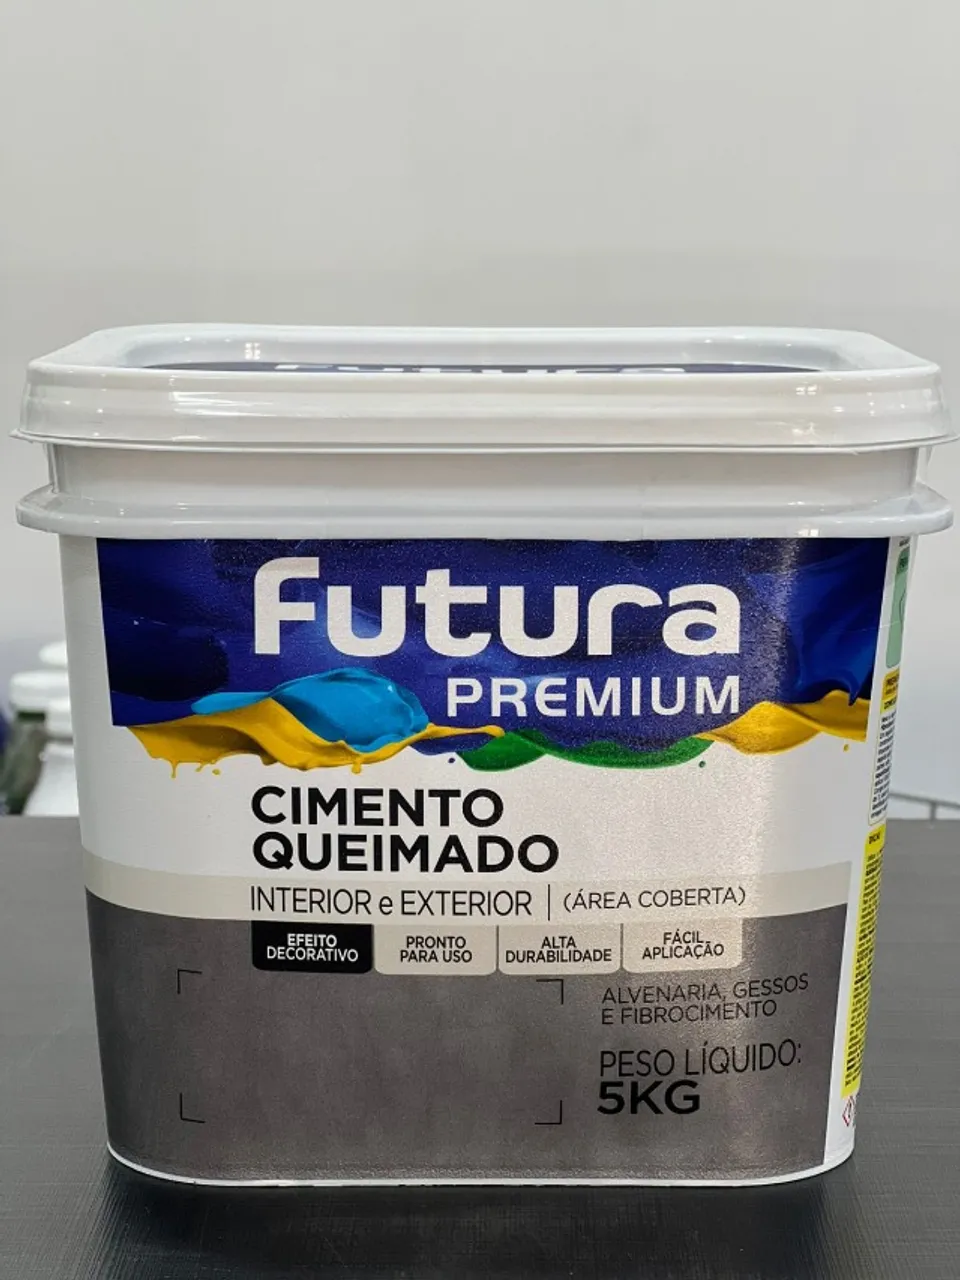 Futura
Futura
PREMIUM
CIMENTO
QUEIMADO
INTERIOR e EXTERIOR | (ÁREA COBERTA)
EFEITO
DECORATIVO
PRONTO
PARA USO
ALTA
DURABILIDADE
FÁCIL
APLICAÇÃO
ALVENARIA, GESSOS
E FIBROCIMENTO
PESO LÍQUIDO:
5KG